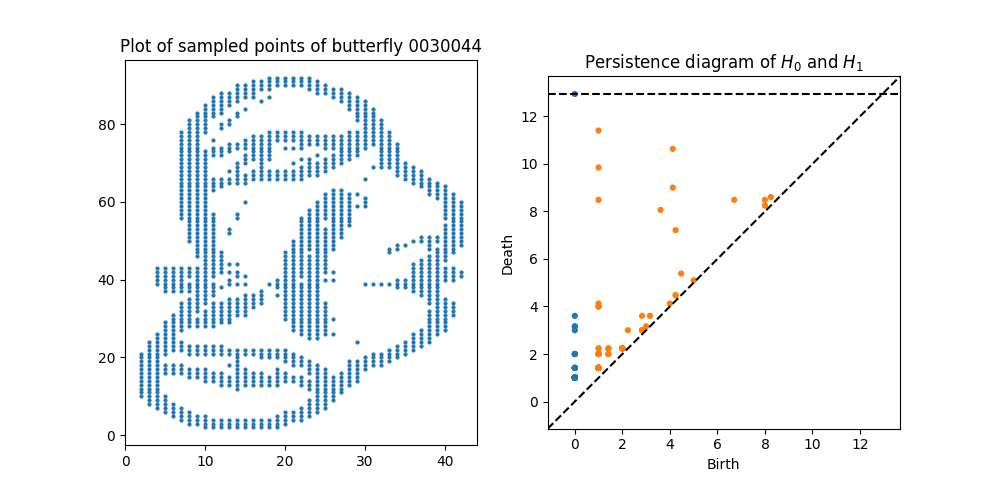 Plot of sampled points of butterfly 0030044
80
60
40
20
0
0 10 20 30 40
Persistence diagram of H₀ and H₁
12
10
8
6
4
2
0
0 2 4 6 8 10 12
Death
Birth